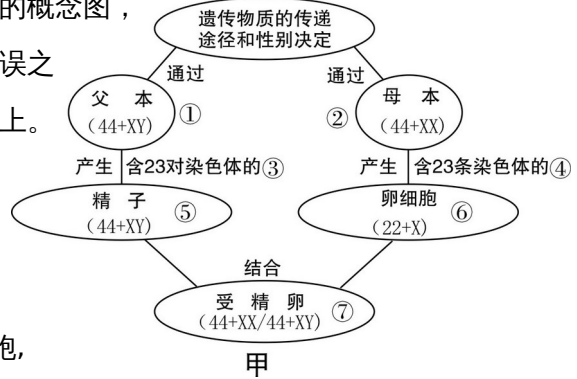 的概念图，
误之
上。
遗传物质的传递
途径和性别决定
通过 通过
父 本 ① ② 母 本
（44+XY） （44+XX）
产生 含23对染色体的③ 产生 含23条染色体的④
精 子 ⑤ 卵细胞 ⑥
（44+XY） （22+X）
结合
受 精 卵 ⑦
（44+XX/44+XY）
胞，
甲